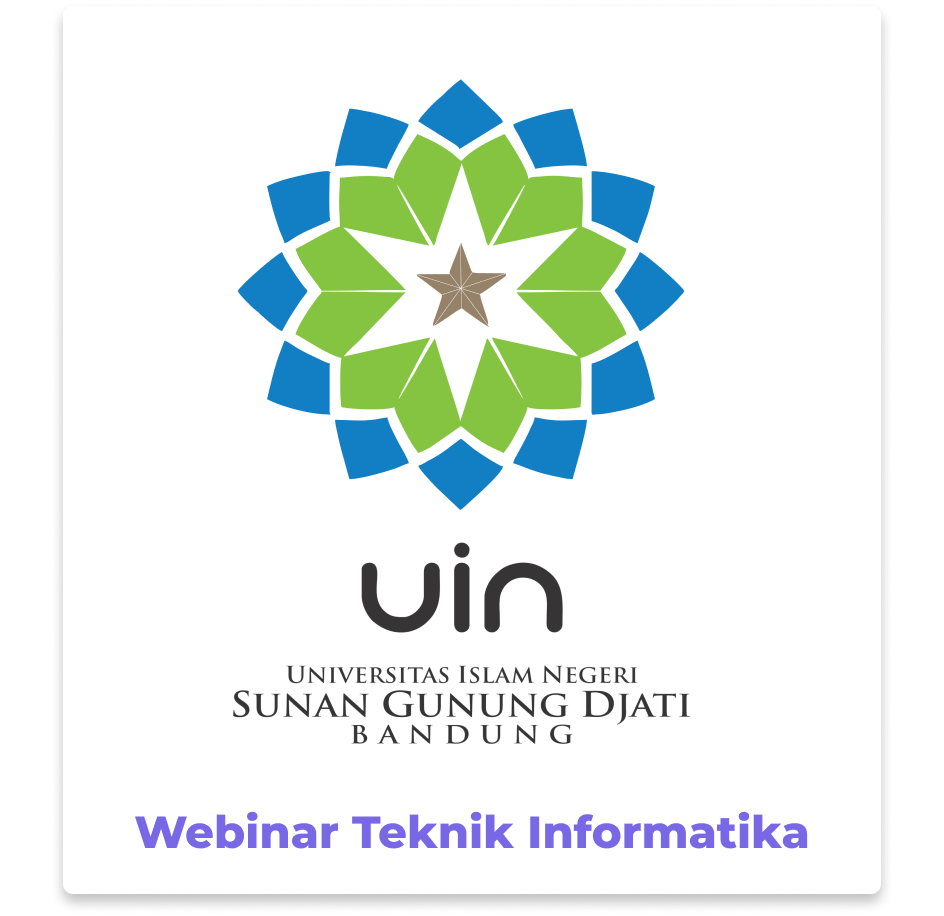 uin
UNIVERSITAS ISLAM NEGERI
SUNAN GUNUNG DJATI
BANDUNG
Webinar Teknik Informatika